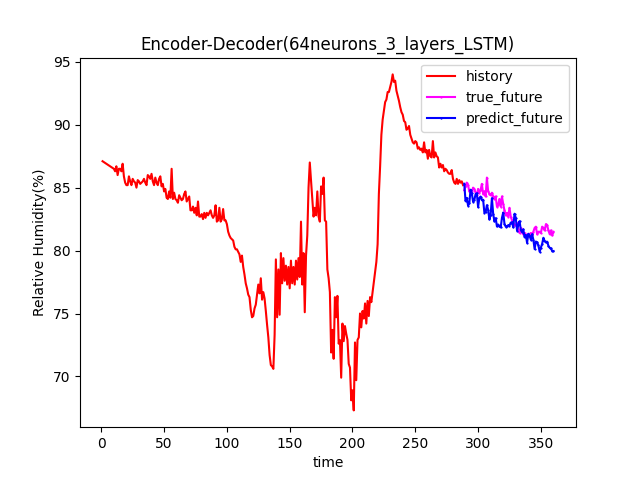 Encoder-Decoder(64neurons_3_layers_LSTM)
history
true_future
predict_future
Relative Humidity(%)
95
90
85
80
75
70
0 50 100 150 200 250 300 350
time